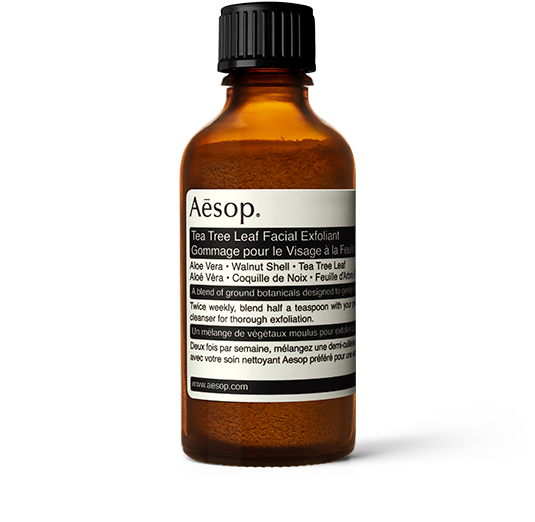 Aēsop.®
Tea Tree Leaf Facial Exfoliant
Gommage pour le Visage à la
Aloe Vera • Walnut Shell • Tea Tree Leaf
Aloé Véra • Coquille de Noix • Feuille
A blend of ground botanicals designed to
Twice weekly, blend half a teaspoon with your
cleanser for thorough exfoliation.
Un mélange de végétaux moulus pour
Deux fois par semaine, mélangez une
avec votre soin nettoyant Aesop préféré pour une
www.aesop.com